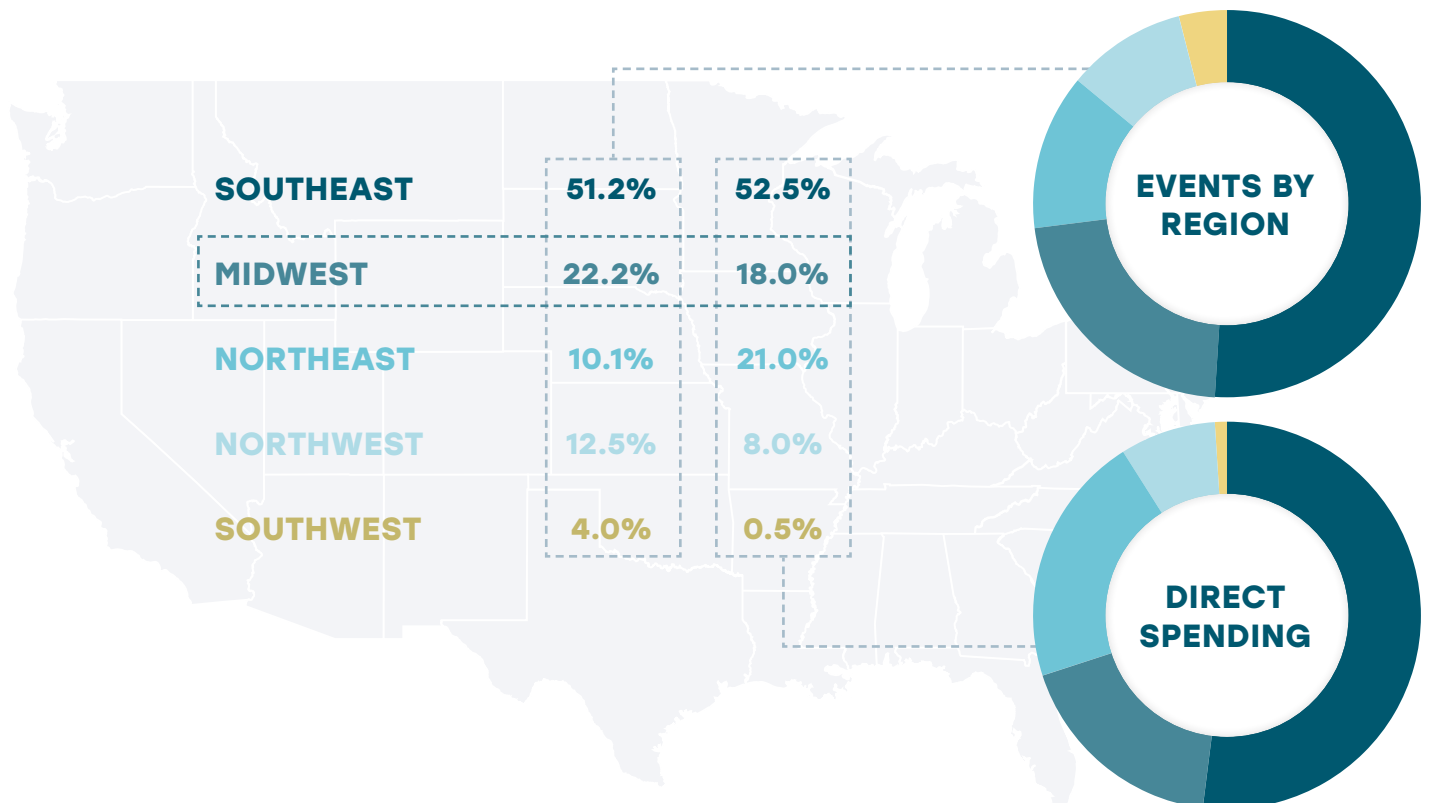 SOUTHEAST 51.2% 52.5%
MIDWEST 22.2% 18.0%
NORTHEAST 10.1% 21.0%
NORTHWEST 12.5% 8.0%
SOUTHWEST 4.0% 0.5%
EVENTS BY
REGION
DIRECT
SPENDING